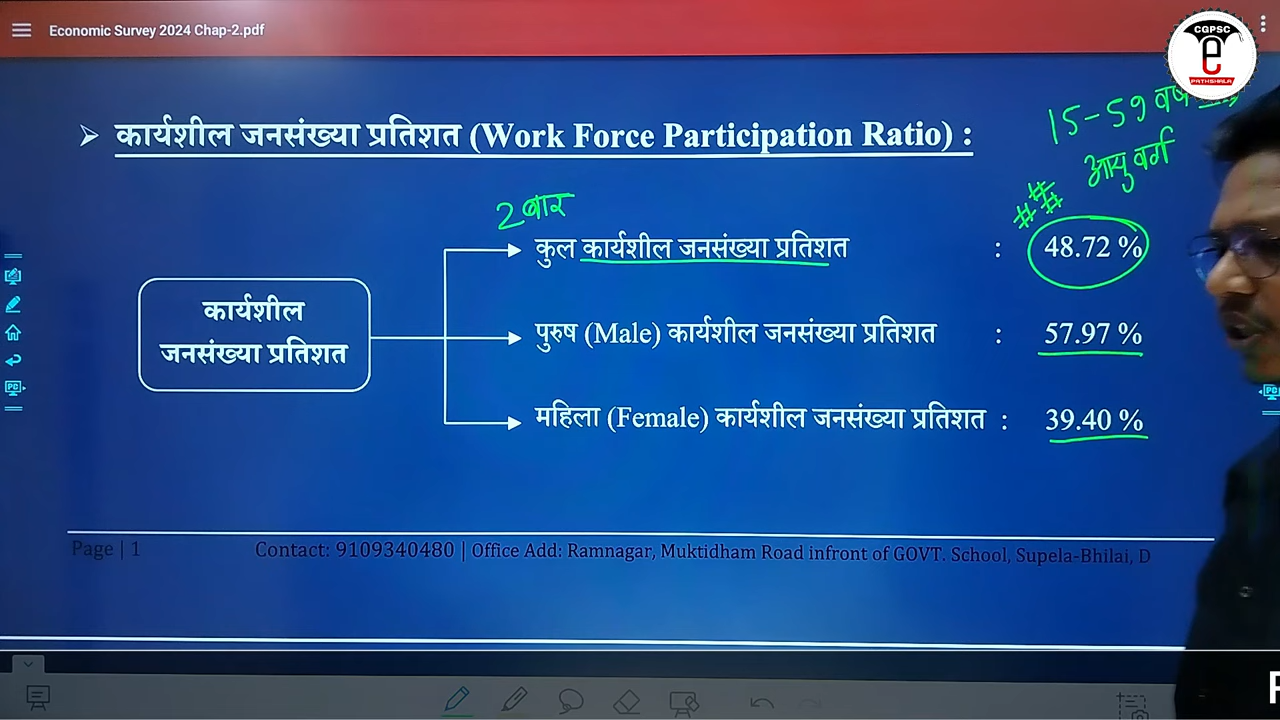 Economic Survey 2024 Chap-2.pdf
CGPSC
e
PATHSHALA
➤ कार्यशील जनसंख्या प्रतिशत (Work Force Participation Ratio) :
15-59 वर्ष
आयु वर्ग
2 बार
कुल कार्यशील जनसंख्या प्रतिशत : 48.72 %
कार्यशील
जनसंख्या प्रतिशत
पुरुष (Male) कार्यशील जनसंख्या प्रतिशत : 57.97 %
महिला (Female) कार्यशील जनसंख्या प्रतिशत : 39.40 %
Page | 1 Contact: 9109340480 | Office Add: Ramnagar, Muktidham Road infront of GOVT. School, Supela-Bhilai, D
PC
PC